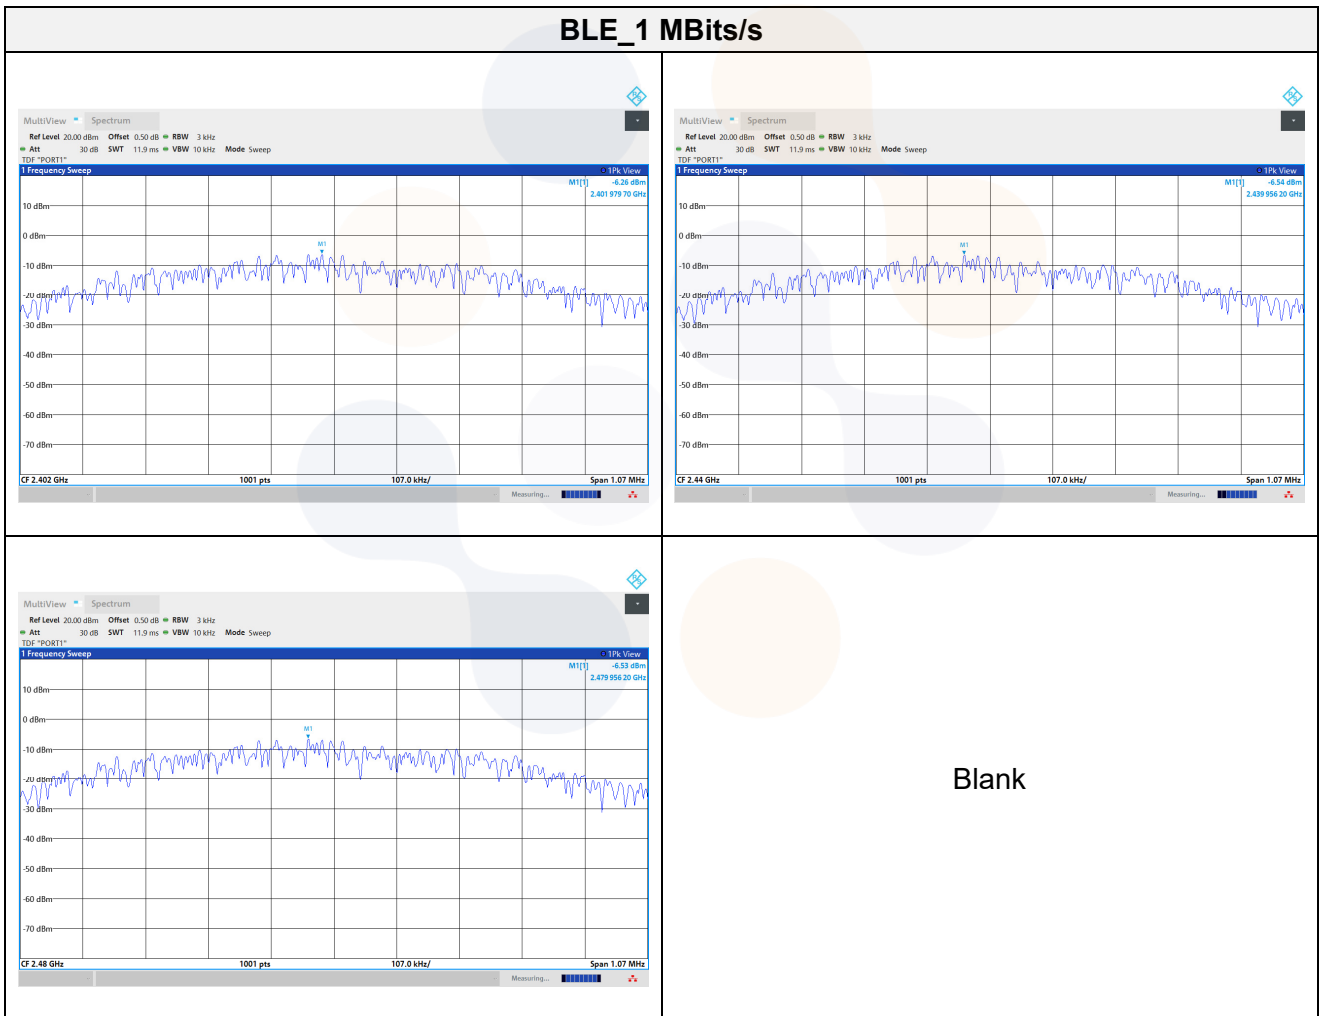 BLE_1 MBits/s
MultiView Spectrum
Ref Level 20.00 dBm Offset 0.50 dB RBW 3 kHz
Att 30 dB SWT 11.9 ms VBW 10 kHz Mode Sweep
TDF "PORT1"
1 Frequency Sweep 1Pk View
M1[1] -6.26 dBm
2.401 979 70 GHz
10 dBm
0 dBm
M1
-10 dBm
-20 dBm
-30 dBm
-40 dBm
-50 dBm
-60 dBm
-70 dBm
CF 2.402 GHz 1001 pts 107.0 kHz/ Span 1.07 MHz
Measuring...
MultiView Spectrum
Ref Level 20.00 dBm Offset 0.50 dB RBW 3 kHz
Att 30 dB SWT 11.9 ms VBW 10 kHz Mode Sweep
TDF "PORT1"
1 Frequency Sweep 1Pk View
M1[1] -6.54 dBm
2.439 956 20 GHz
10 dBm
0 dBm
M1
-10 dBm
-20 dBm
-30 dBm
-40 dBm
-50 dBm
-60 dBm
-70 dBm
CF 2.44 GHz 1001 pts 107.0 kHz/ Span 1.07 MHz
Measuring...
MultiView Spectrum
Ref Level 20.00 dBm Offset 0.50 dB RBW 3 kHz
Att 30 dB SWT 11.9 ms VBW 10 kHz Mode Sweep
TDF "PORT1"
1 Frequency Sweep 1Pk View
M1[1] -6.53 dBm
2.479 956 20 GHz
10 dBm
0 dBm
M1
-10 dBm
-20 dBm
-30 dBm
-40 dBm
-50 dBm
-60 dBm
-70 dBm
CF 2.48 GHz 1001 pts 107.0 kHz/ Span 1.07 MHz
Measuring...
Blank